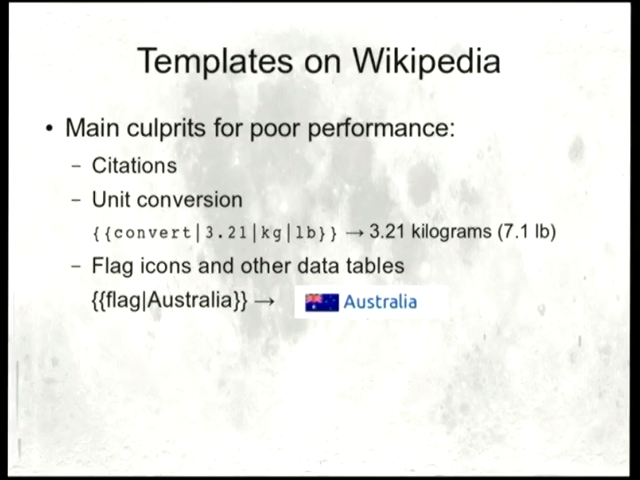 Templates on Wikipedia
• Main culprits for poor performance:
– Citations
– Unit conversion
{{convert|3.21|kg|lb}} → 3.21 kilograms (7.1 lb)
– Flag icons and other data tables
{{flag|Australia}} → Australia